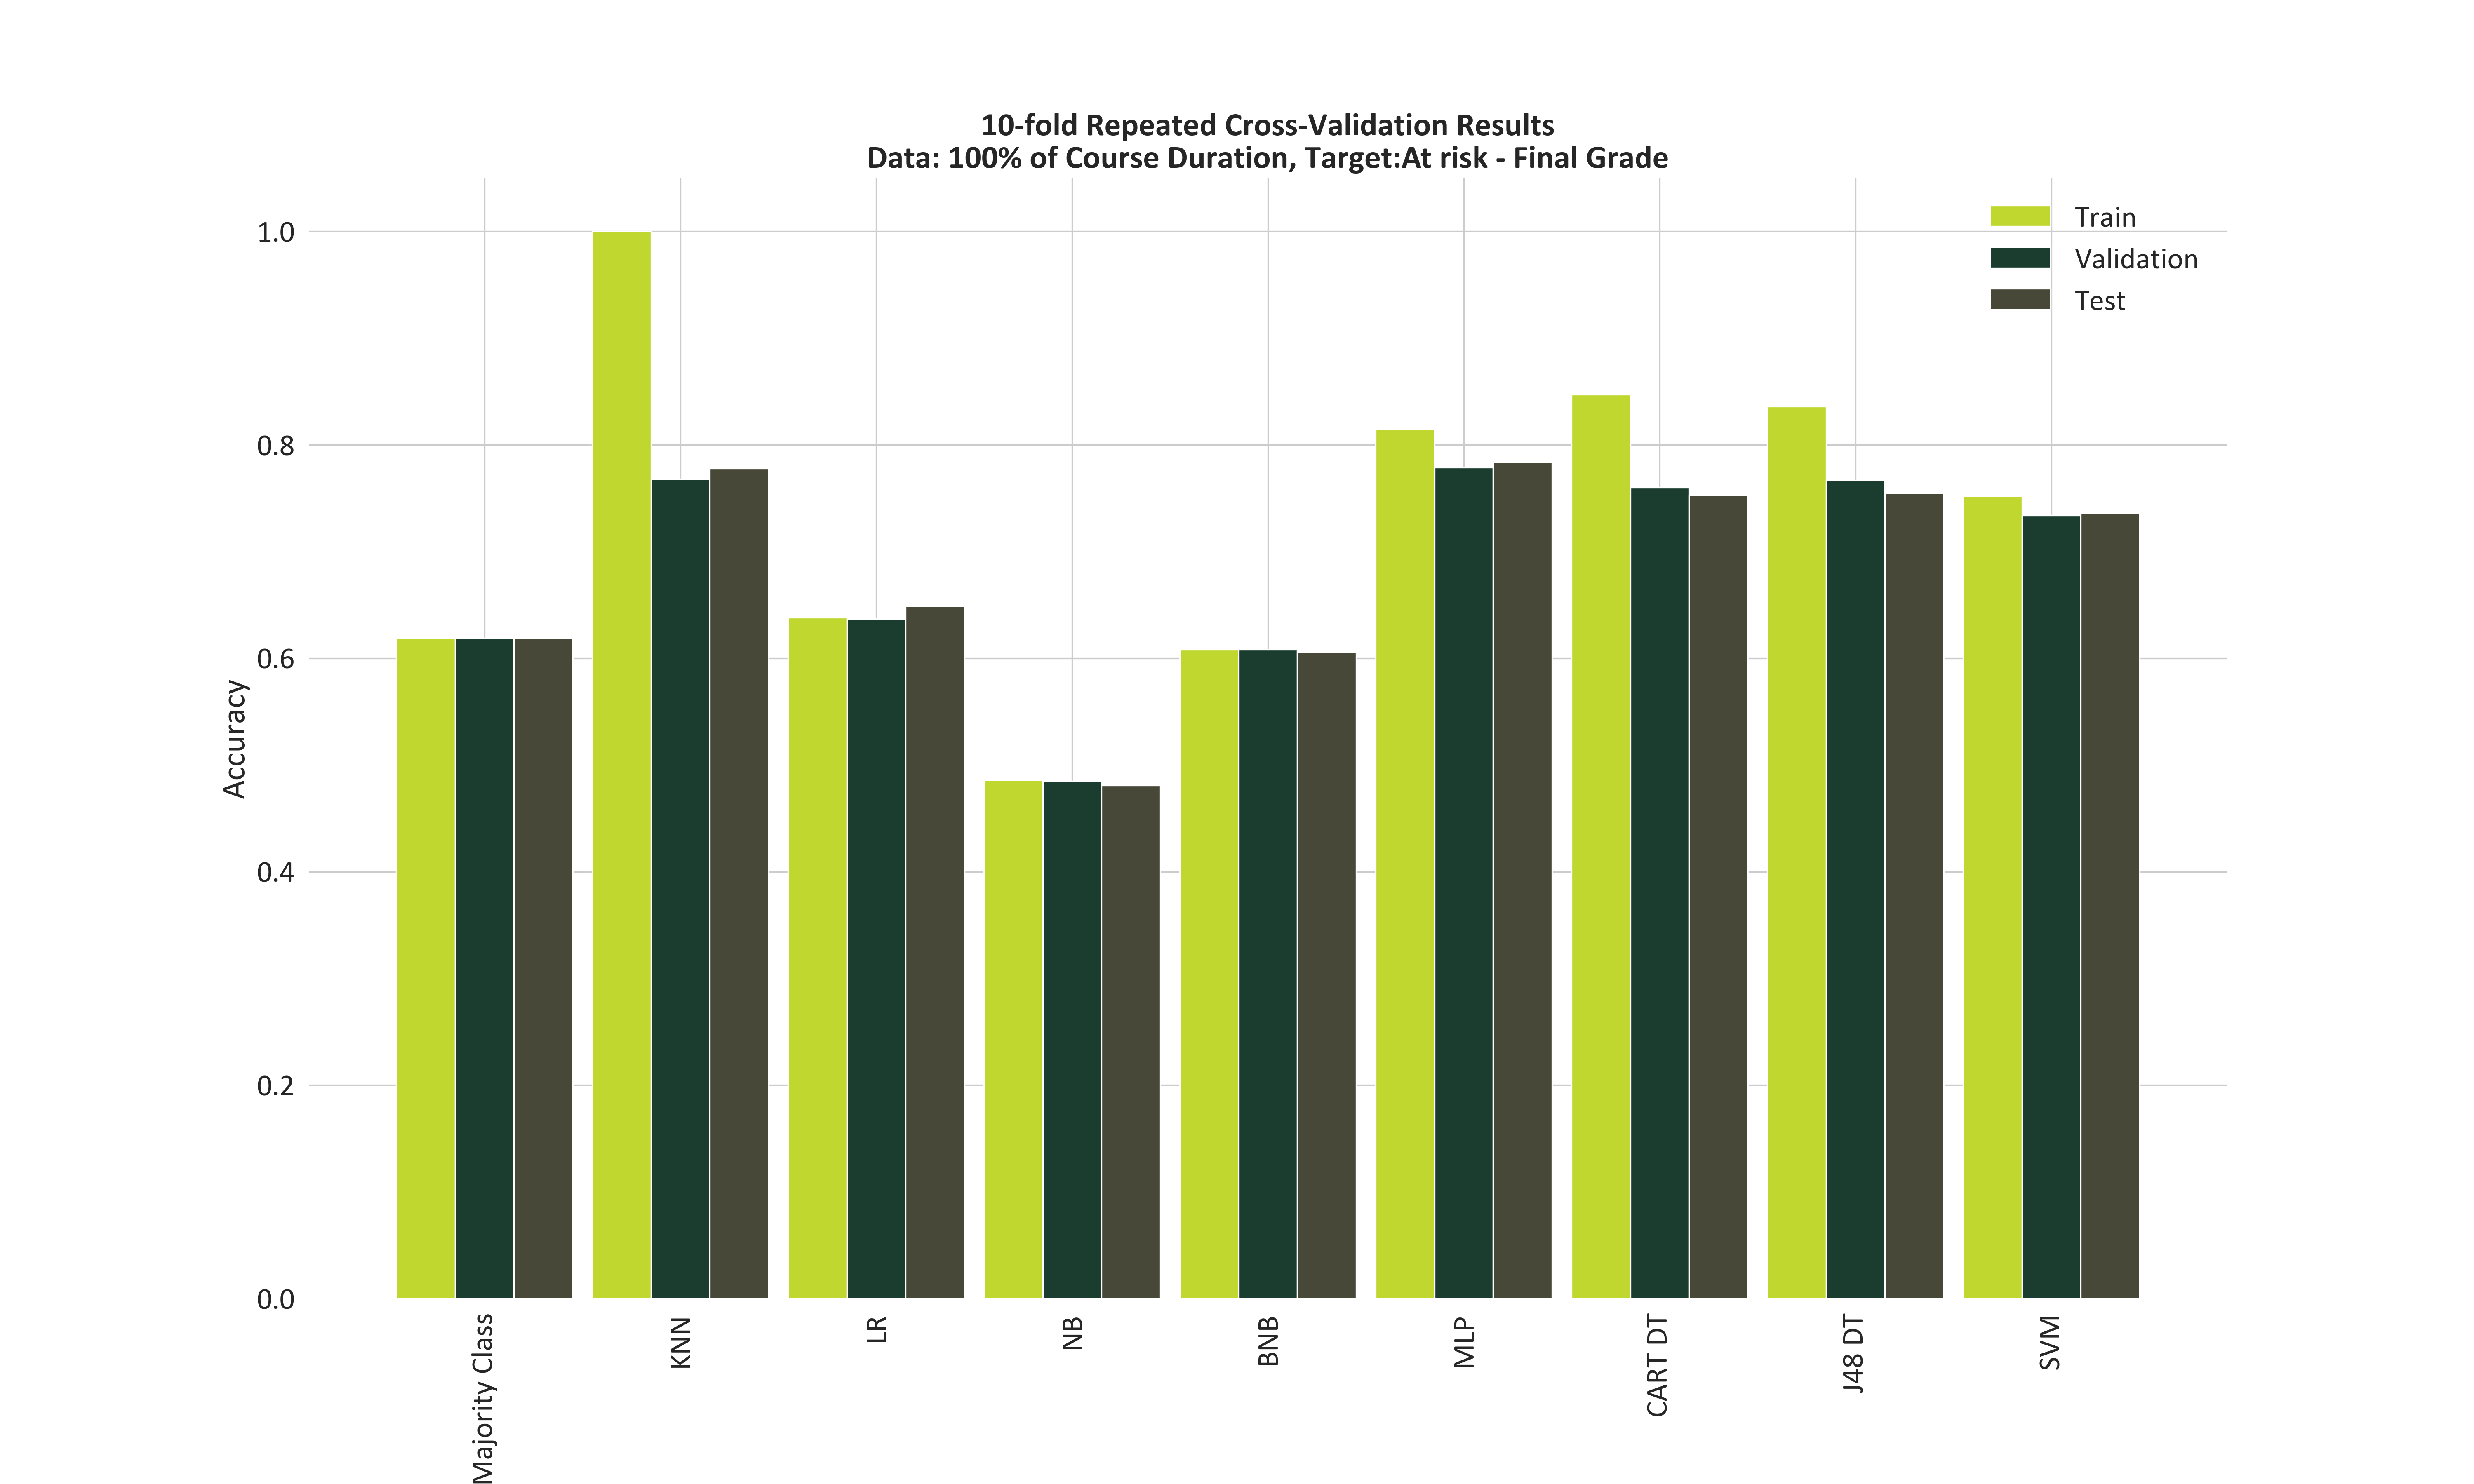 10-fold Repeated Cross-Validation Results
Data: 100% of Course Duration, Target:At risk - Final Grade
Train
Validation
Test
Accuracy
1.0
0.8
0.6
0.4
0.2
0.0
Majority Class
KNN
LR
NB
BNB
MLP
CART DT
J48 DT
SVM